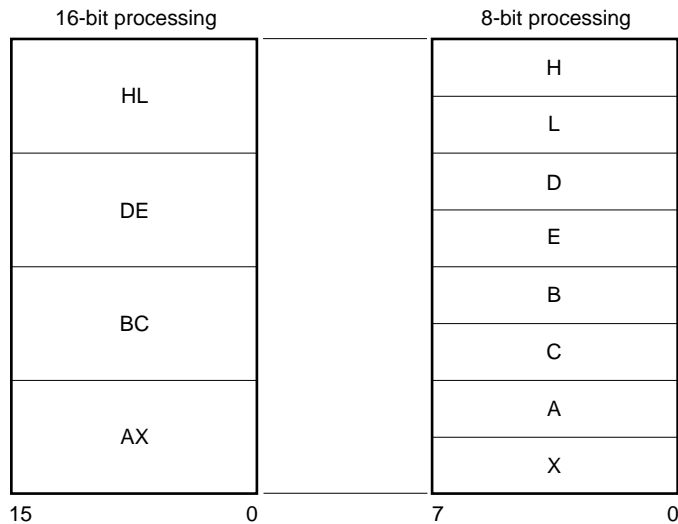 16-bit processing
8-bit processing
HL
DE
BC
AX
H
L
D
E
B
C
A
X
15 0
7 0